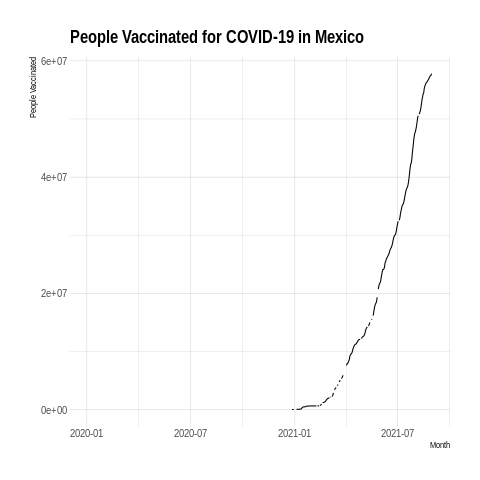 People Vaccinated for COVID-19 in Mexico
People Vaccinated
6e+07
4e+07
2e+07
0e+00
2020-01
2020-07
2021-01
2021-07
Month